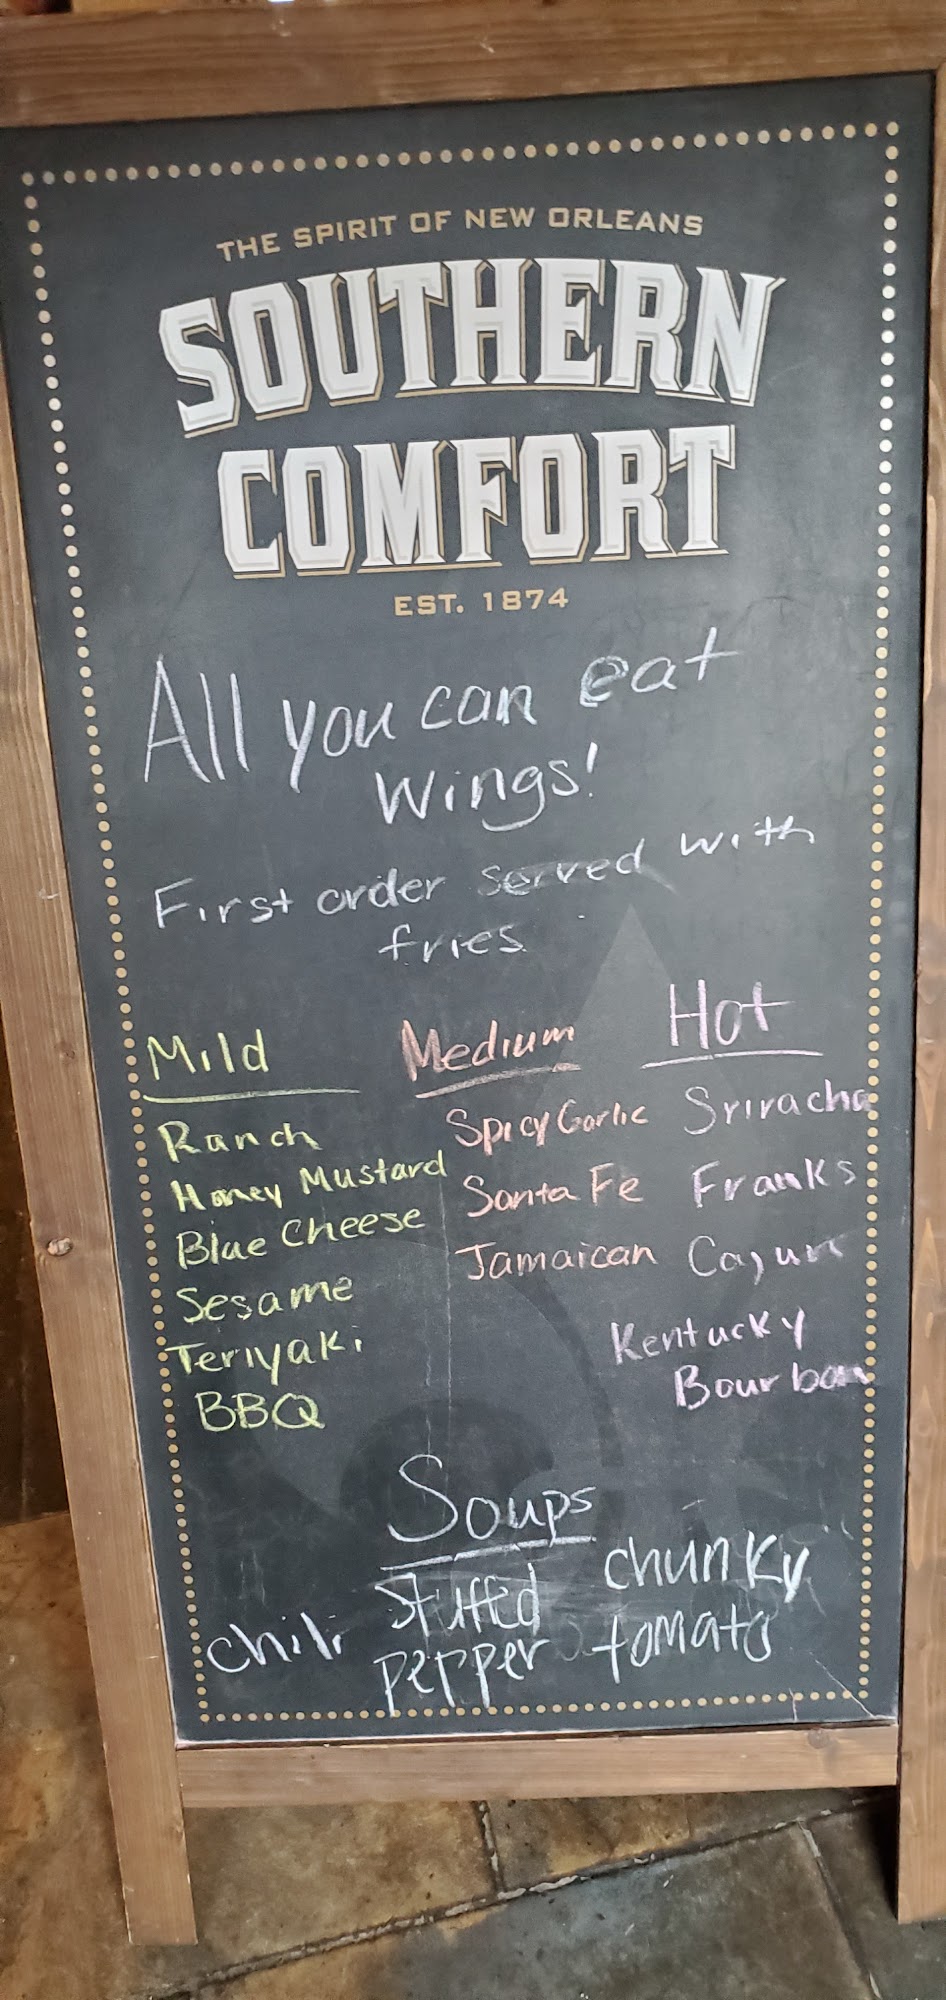 THE SPIRIT OF NEW ORLEANS
SOUTHERN
COMFORT
EST. 1874
All you can eat
Wings!
First order served with
fries
Mild
Ranch
Honey Mustard
Blue Cheese
Sesame
Teriyaki
BBQ
Medium
Spicy Garlic
Santa Fe
Jamaican
Hot
Sriracha
Franks
Cajun
Kentucky
Bourbon
Soups
Chili
Stuffed
pepper
chunky
tomato